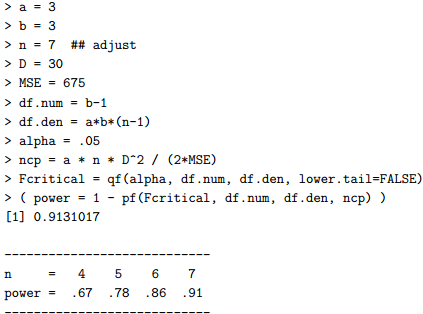 > a = 3
> b = 3
> n = 7  ## adjust
> D = 30
> MSE = 675
> df.num = b-1
> df.den = a*b*(n-1)
> alpha = .05
> ncp = a * n * D^2 / (2*MSE)
> Fcritical = qf(alpha, df.num, df.den, lower.tail=FALSE)
> ( power = 1 - pf(Fcritical, df.num, df.den, ncp) )
[1] 0.9131017
----------------------------
n     =   4    5    6    7
power =  .67  .78  .86  .91
----------------------------